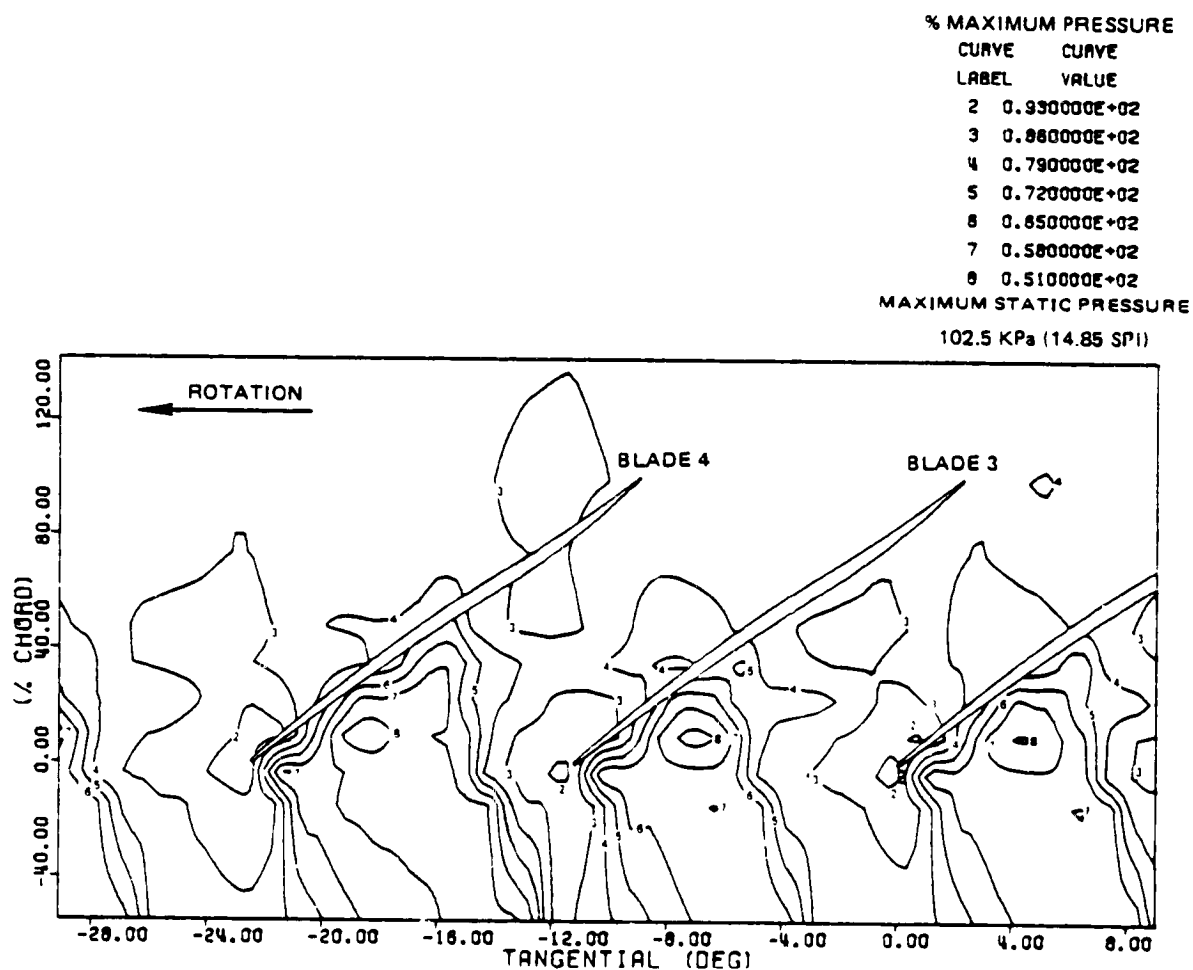 % MAXIMUM PRESSURE
CURVE CURVE
LABEL VALUE
2 0.930000E+02
3 0.860000E+02
4 0.790000E+02
5 0.720000E+02
6 0.650000E+02
7 0.580000E+02
8 0.510000E+02
MAXIMUM STATIC PRESSURE
102.5 KPa (14.85 SPI)
ROTATION
BLADE 4
BLADE 3
(% CHORD)
120.00
80.00
40.00
0.00
-40.00
-28.00 -24.00 -20.00 -16.00 -12.00 -8.00 -4.00 0.00 4.00 8.00
TANGENTIAL (DEG)